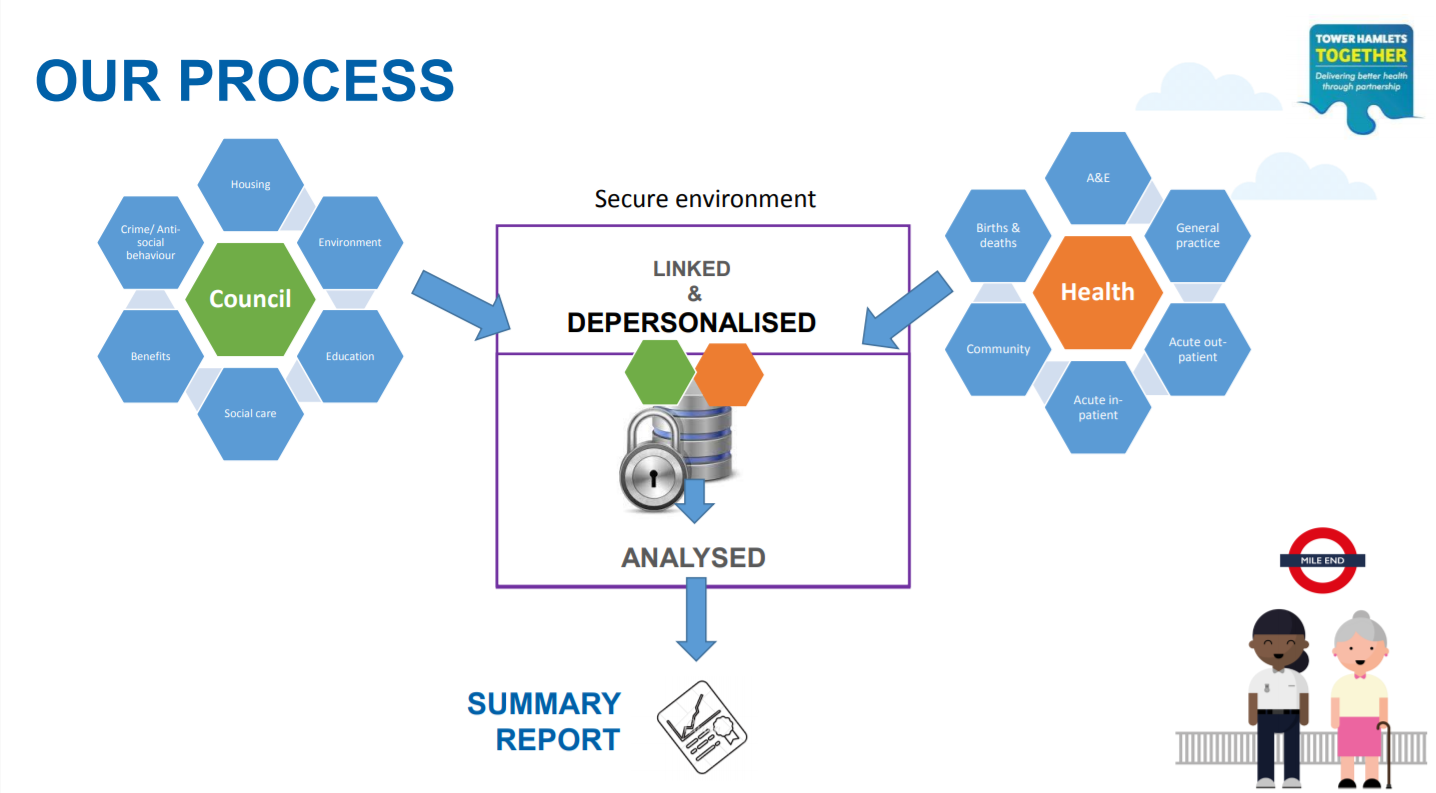 OUR PROCESS
TOWER HAMLETS
TOGETHER
Delivering better health
through partnership
Housing
Crime/ Anti-
social
behaviour
Environment
Council
Benefits
Education
Social care
Secure environment
LINKED
&
DEPERSONALISED
ANALYSED
SUMMARY
REPORT
A&E
Births &
deaths
General
practice
Health
Community
Acute out-
patient
Acute in-
patient
MILE END